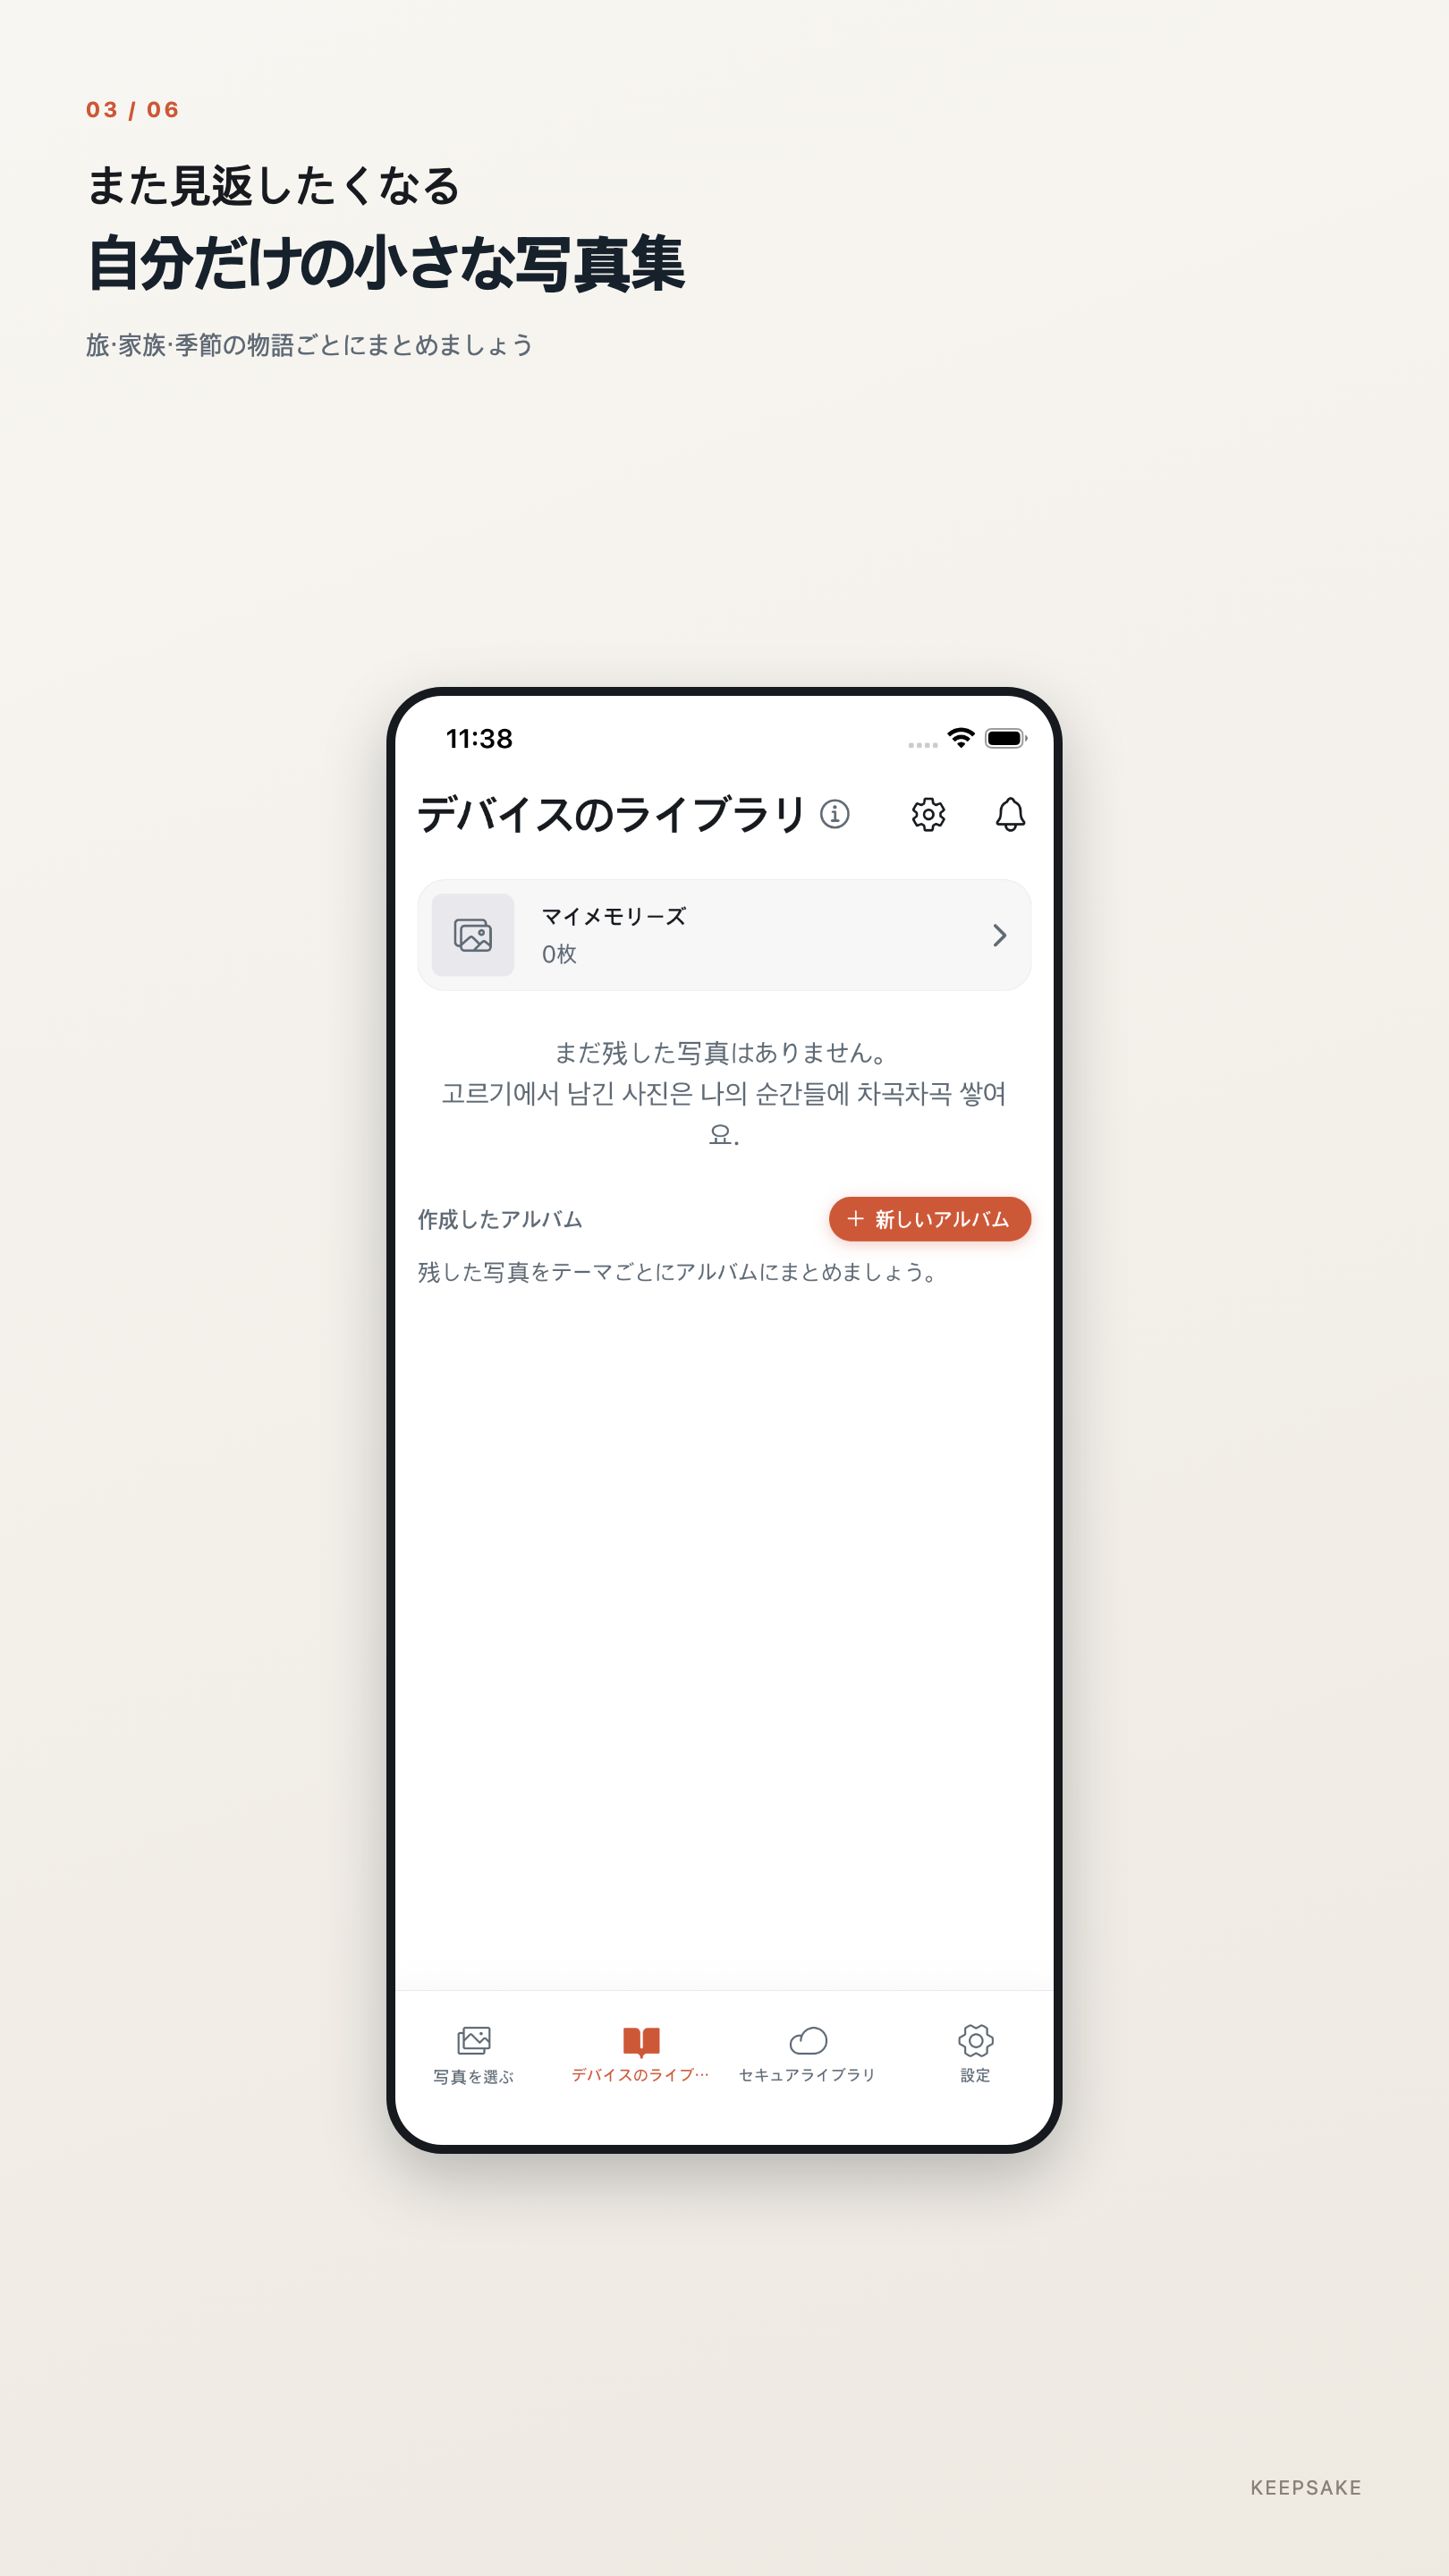 03 / 06
また見返したくなる
自分だけの小さな写真集
旅·家族·季節の物語ごとにまとめましょう
11:38
デバイスのライブラリ
マイメモリーズ
0枚
まだ残した写真はありません。
고르기에서 남긴 사진은 나의 순간들에 차곡차곡 쌓여
요.
作成したアルバム
+ 新しいアルバム
残した写真をテーマごとにアルバムにまとめましょう。
写真を選ぶ
デバイスのライブ…
セキュアライブラリ
設定
KEEPSAKE